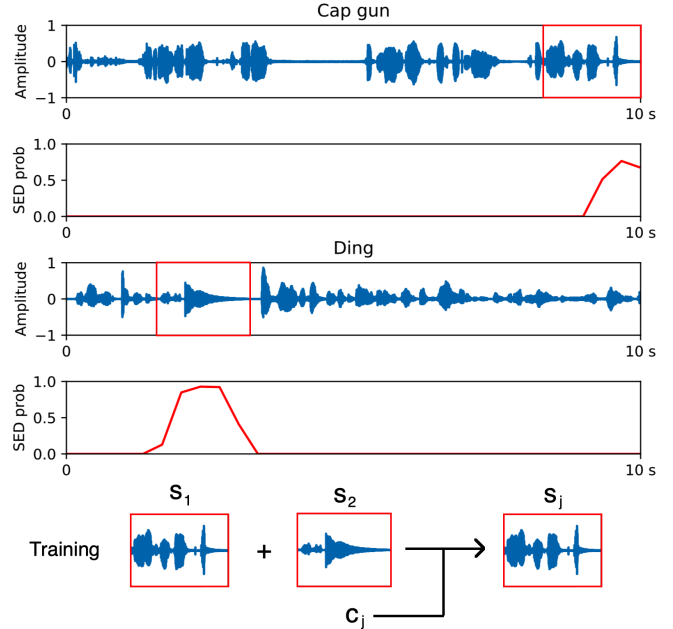 Cap gun
Amplitude
1
0
−1
0
10 s
SED prob
1.0
0.5
0.0
0
10 s
Ding
Amplitude
1
0
−1
0
10 s
SED prob
1.0
0.5
0.0
0
10 s
S1 S2 Sj
Training + 
Cj